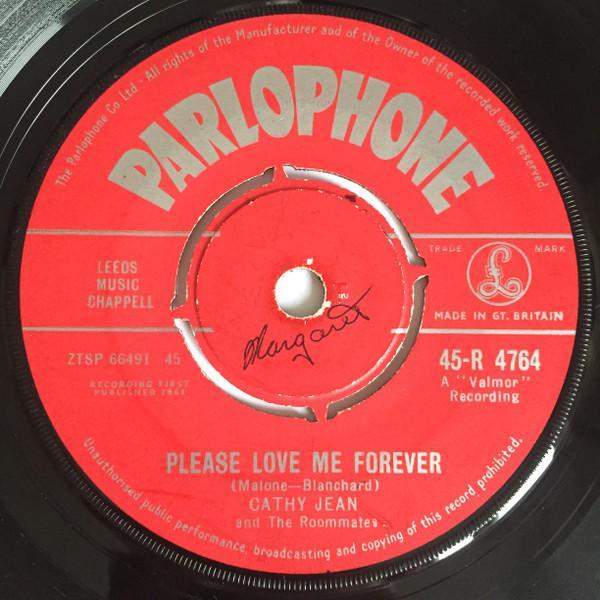 The Parlophone Co. Ltd.- All rights of the Manufacturer and of the Owner of the recorded work reserved.
PARLOPHONE
LEEDS
MUSIC
CHAPPELL
TRADE MARK
£
MADE IN GT. BRITAIN
Margaret
ZTSP 66491 45
RECORDING FIRST
PUBLISHED 1961
45-R 4764
A "Valmor"
Recording
PLEASE LOVE ME FOREVER
(Malone—Blanchard)
CATHY JEAN
and The Roommates
Unauthorised public performance, broadcasting and copying of this record prohibited.